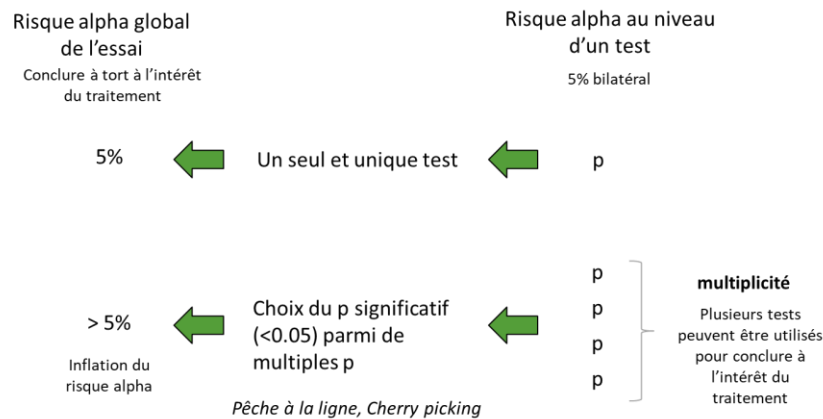 Risque alpha global
de l’essai
Conclure à tort à l’intérêt
du traitement
Risque alpha au niveau
d’un test
5% bilatéral
5%
Un seul et unique test
p
> 5%
Inflation du
risque alpha
Choix du p significatif
(<0.05) parmi de
multiples p
Pêche à la ligne, Cherry picking
p
p
p
p
multiplicité
Plusieurs tests
peuvent être utilisés
pour conclure à
l’intérêt du
traitement